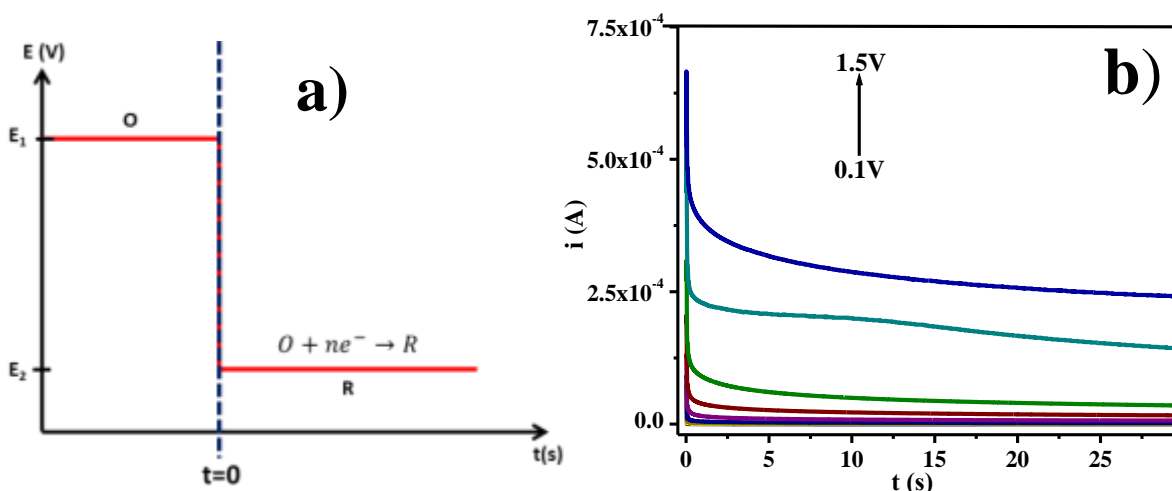 a)
E (V)
O
E₁
E₂
O + ne⁻ → R
R
t(s)
t=0
b)
7.5x10⁻⁴
5.0x10⁻⁴
2.5x10⁻⁴
0.0
i (A)
1.5V
0.1V
0 5 10 15 20 25
t (s)